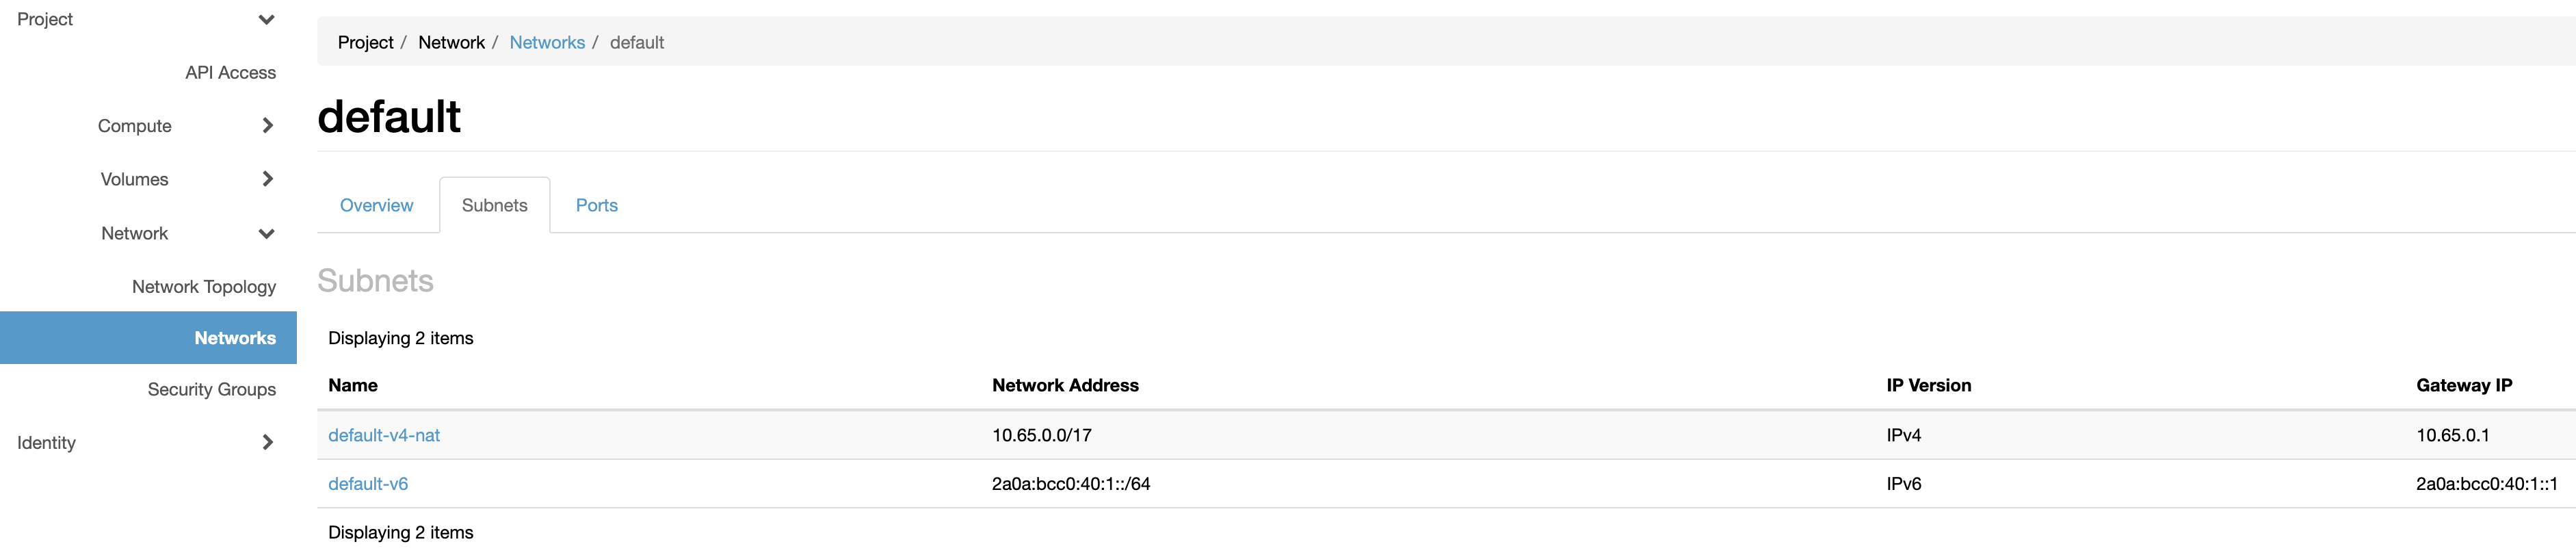 Project
API Access
Compute
Volumes
Network
Network Topology
Networks
Security Groups
Identity
Project / Network / Networks / default
default
Overview Subnets Ports
Subnets
Displaying 2 items
Name Network Address IP Version Gateway IP
default-v4-nat 10.65.0.0/17 IPv4 10.65.0.1
default-v6 2a0a:bcc0:40:1::/64 IPv6 2a0a:bcc0:40:1::1
Displaying 2 items